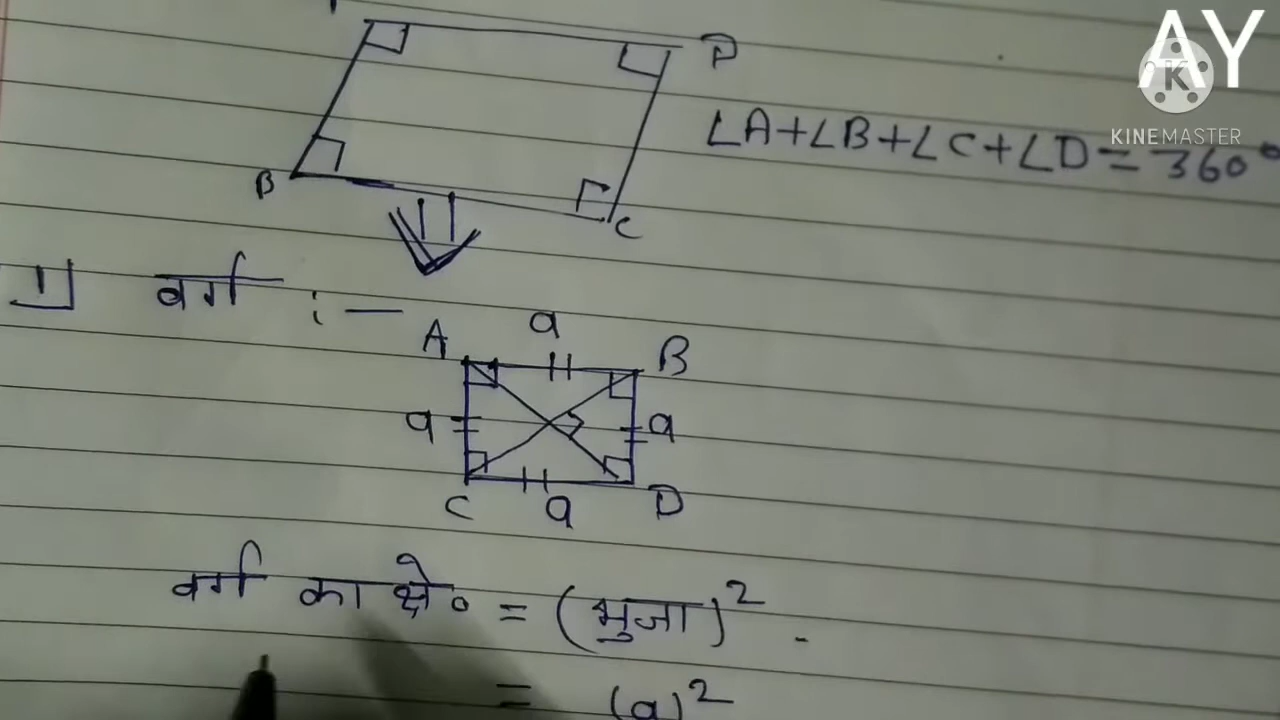 AY
K
KINEMASTER
D
∠A+∠B+∠C+∠D=360°
B
C
1] वर्ग :-
a
A B
a a
C a D
वर्ग का क्षे० = (भुजा)² .
= (a)²